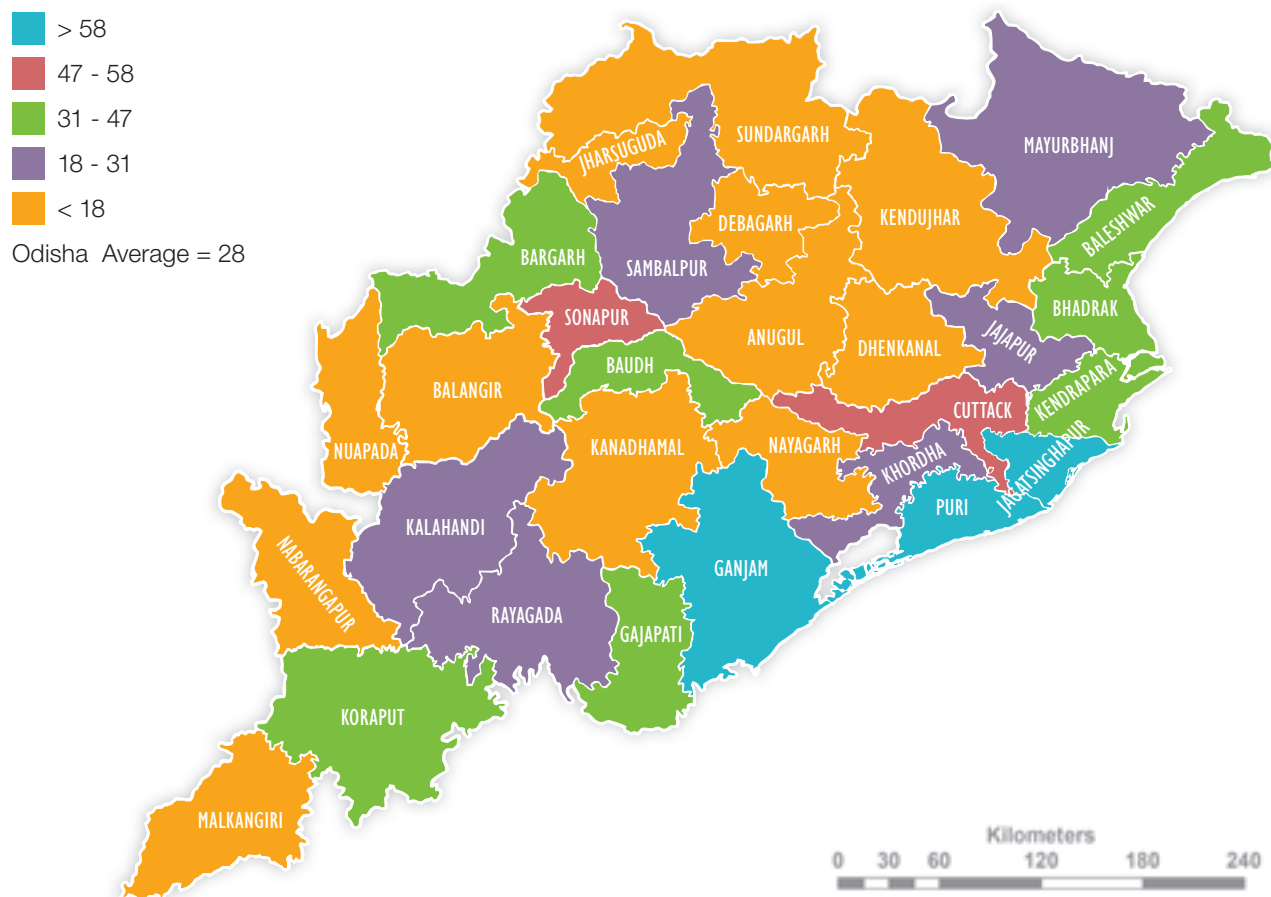 > 58
47 - 58
31 - 47
18 - 31
< 18
Odisha Average = 28
MAYURBHANJ
SUNDARGARH
JHARSUGUDA
KENDUJHAR
DEBAGARH
BALESHWAR
BARGARH
SAMBALPUR
BHADRAK
SONAPUR
ANUGUL
DHENKANAL
JAJAPUR
BAUDH
BALANGIR
KENDRAPARA
CUTTACK
NUAPADA
KANADHAMAL
NAYAGARH
KHORDHA
JAGATSINGHAPUR
PURI
KALAHANDI
NABARANGAPUR
GANJAM
RAYAGADA
GAJAPATI
KORAPUT
MALKANGIRI
Kilometers
0 30 60 120 180 240